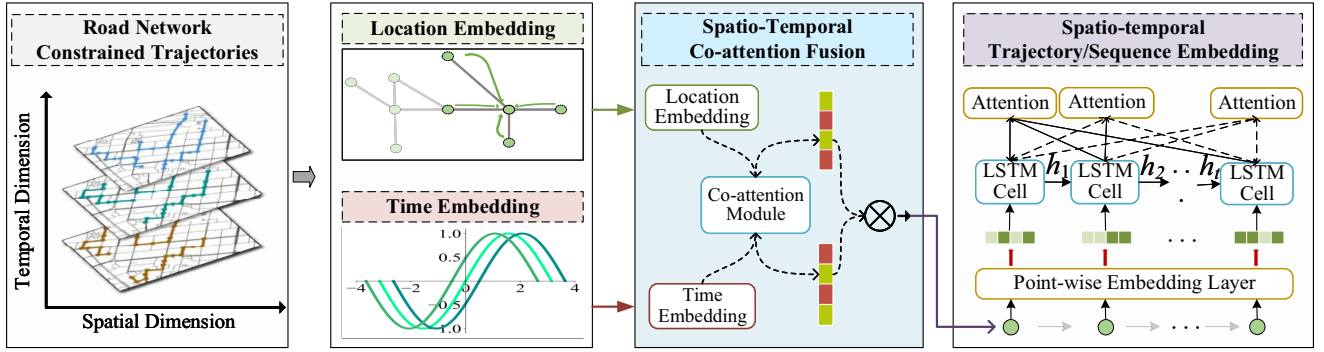 Road Network
Constrained Trajectories
Temporal Dimension
Spatial Dimension
Location Embedding
Time Embedding
1.0
0.5
−4
−2
0
2
4
0.5
1.0
Spatio-Temporal
Co-attention Fusion
Location
Embedding
Co-attention
Module
Time
Embedding
Spatio-temporal
Trajectory/Sequence Embedding
Attention
Attention
Attention
LSTM
Cell
h1
LSTM
Cell
h2
. . .
ht
LSTM
Cell
. . .
Point-wise Embedding Layer
. . .